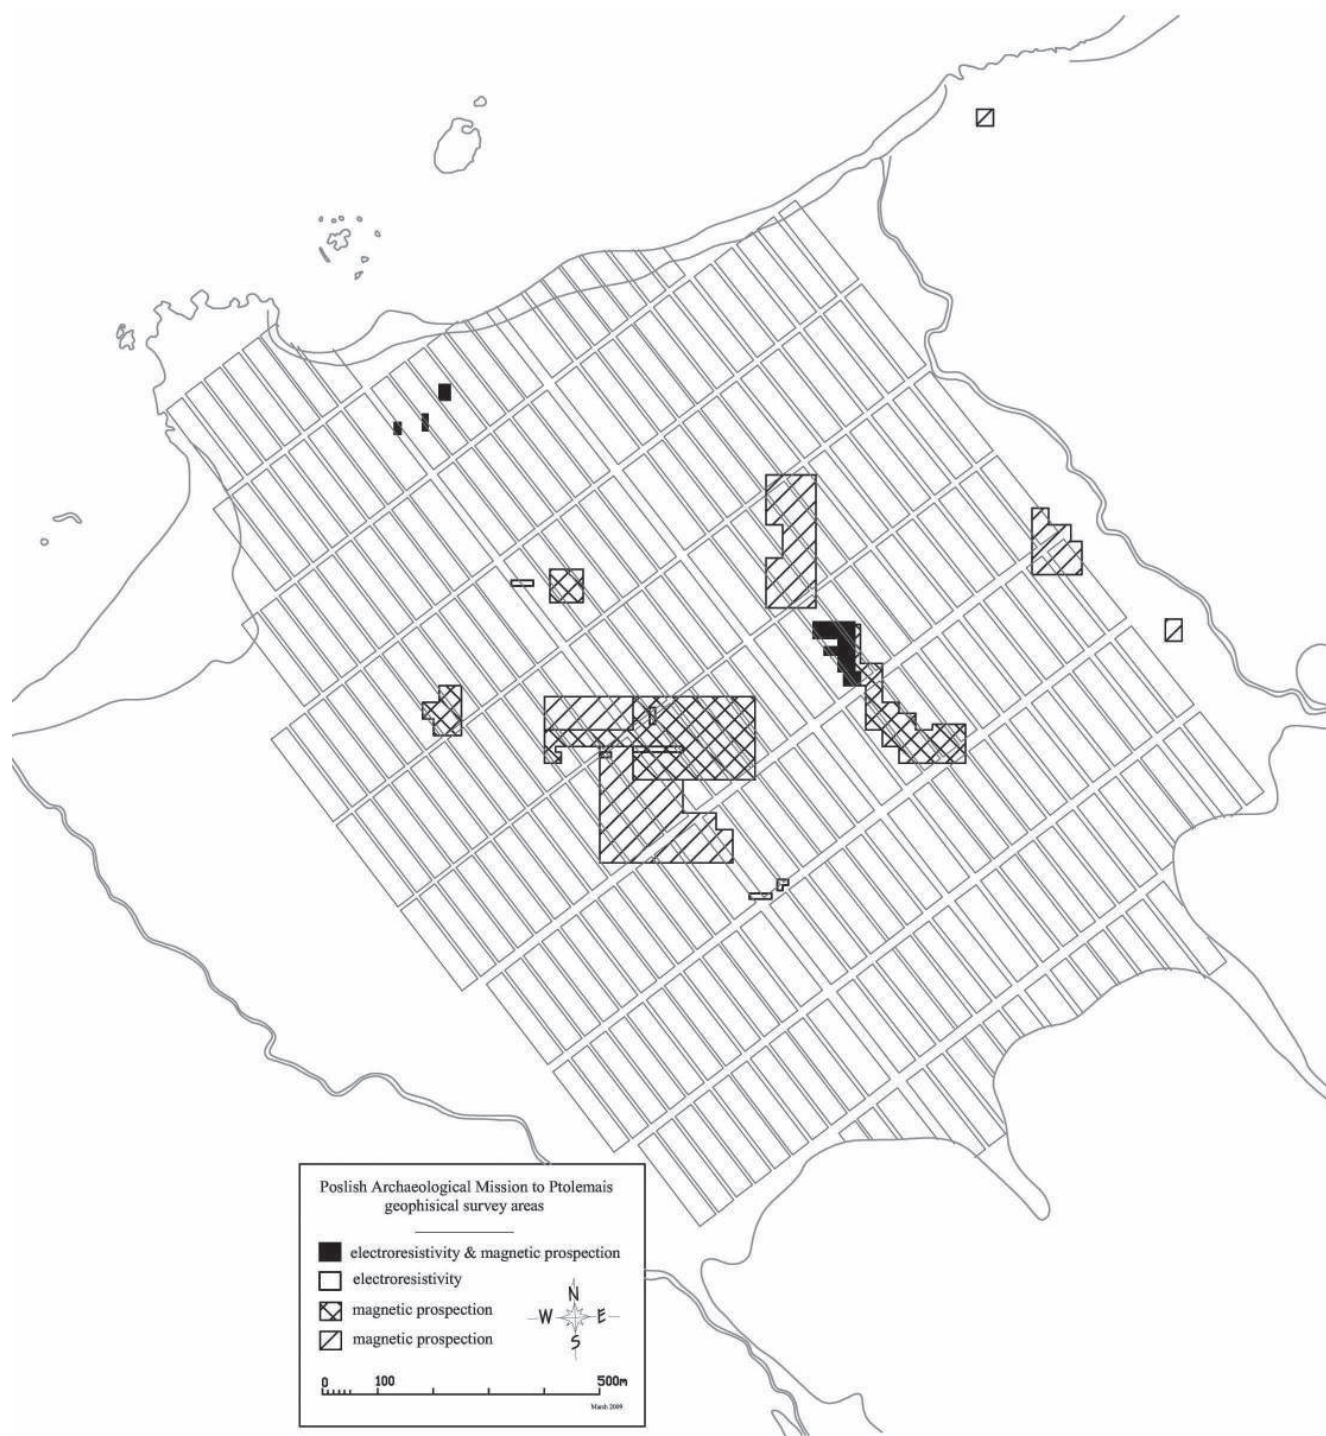 Poslish Archaeological Mission to Ptolemais
geophisical survey areas
electroresistivity & magnetic prospection
electroresistivity
magnetic prospection
magnetic prospection
N
W E
S
0 100 500m
Marsh 2009